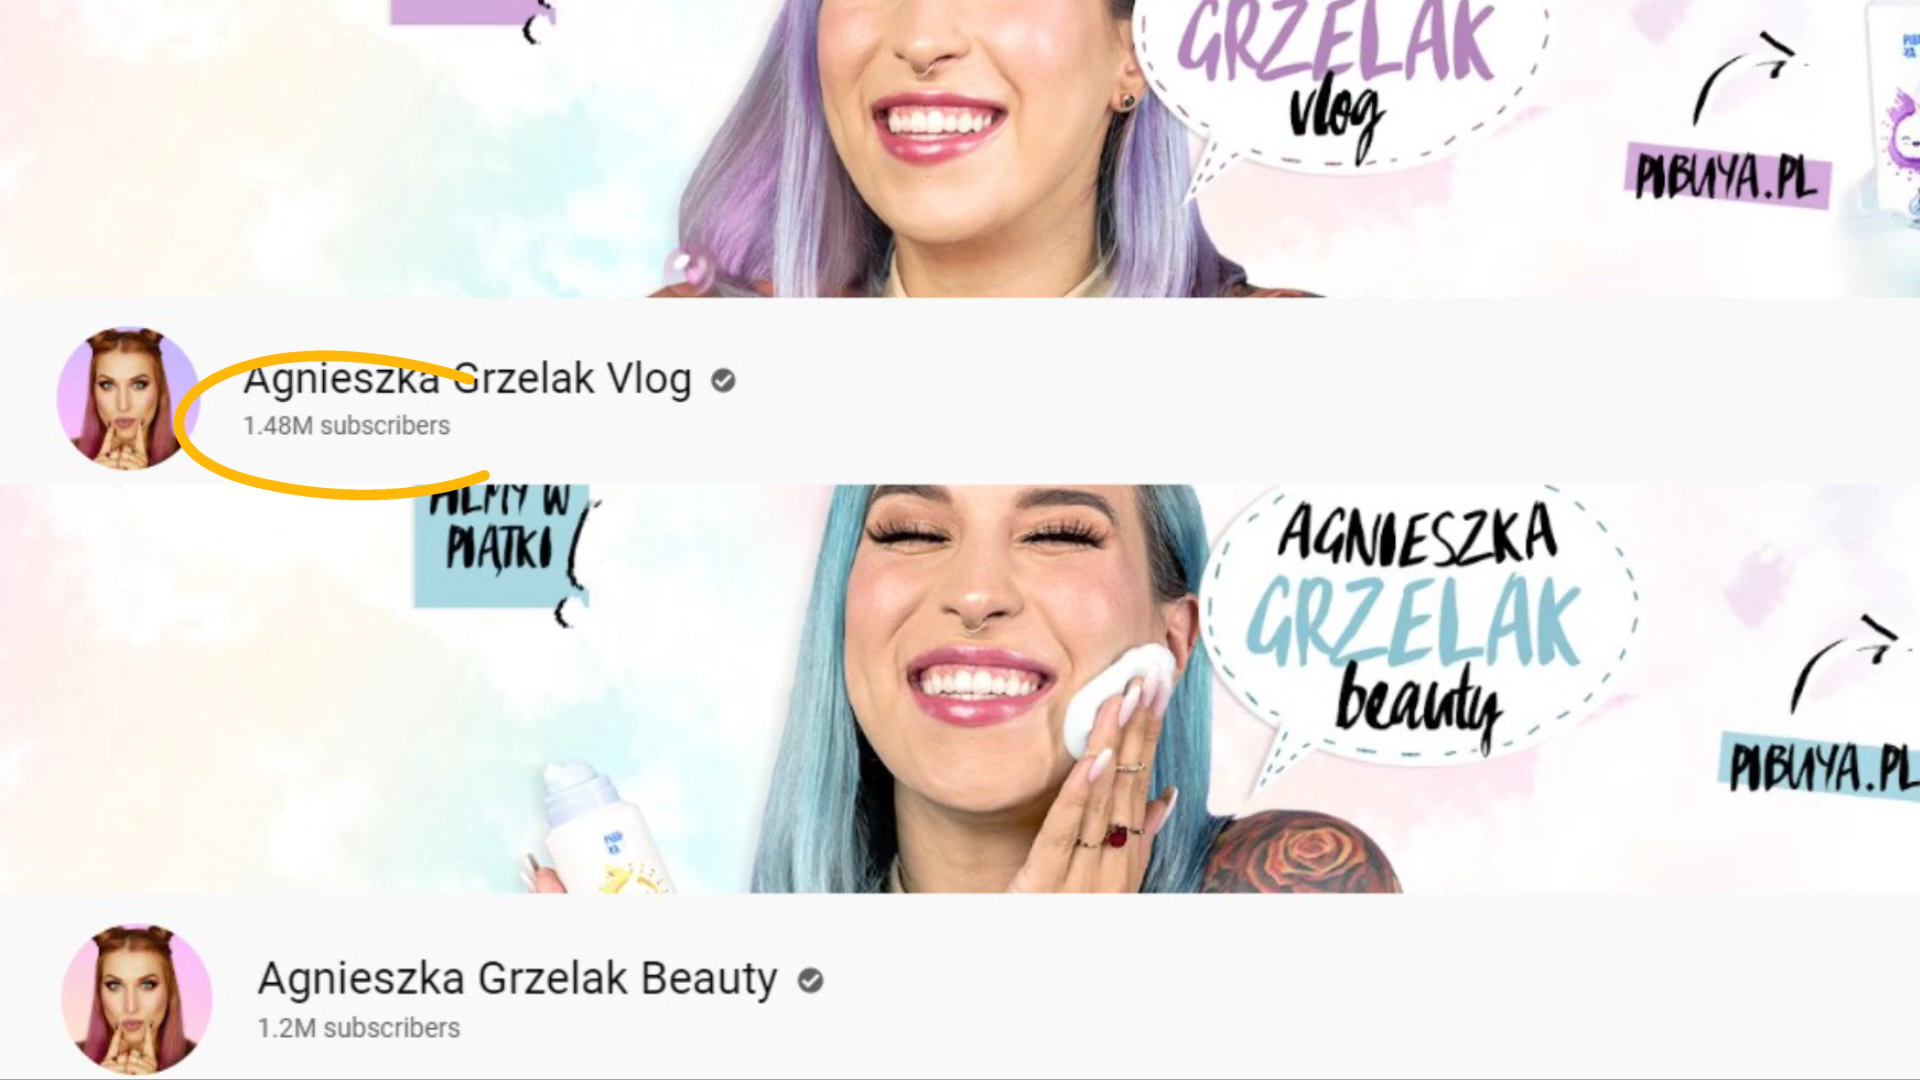 GRZELAK
vlog
PIBUYA.PL
Agnieszka Grzelak Vlog
1.48M subscribers
FILMY W
PIĄTKI
AGNIESZKA
GRZELAK
beauty
PIBUYA.PL
Agnieszka Grzelak Beauty
1.2M subscribers